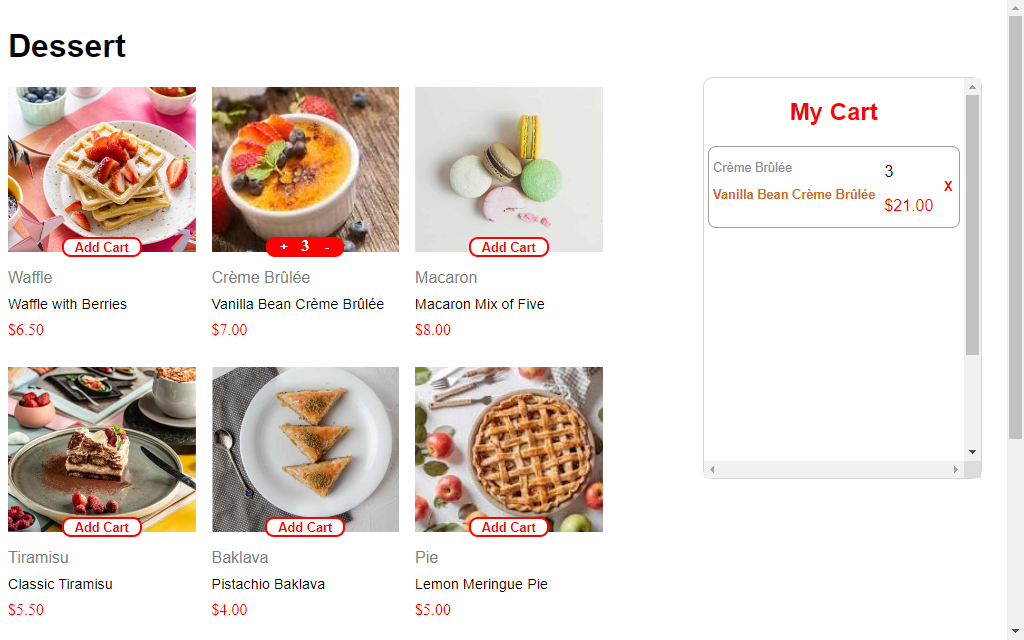 Dessert
Add Cart
+ 3 -
Add Cart
Waffle
Crème Brûlée
Macaron
Waffle with Berries
Vanilla Bean Crème Brûlée
Macaron Mix of Five
$6.50
$7.00
$8.00
Add Cart
Add Cart
Add Cart
Tiramisu
Baklava
Pie
Classic Tiramisu
Pistachio Baklava
Lemon Meringue Pie
$5.50
$4.00
$5.00
My Cart
Crème Brûlée
3
Vanilla Bean Crème Brûlée
X
$21.00